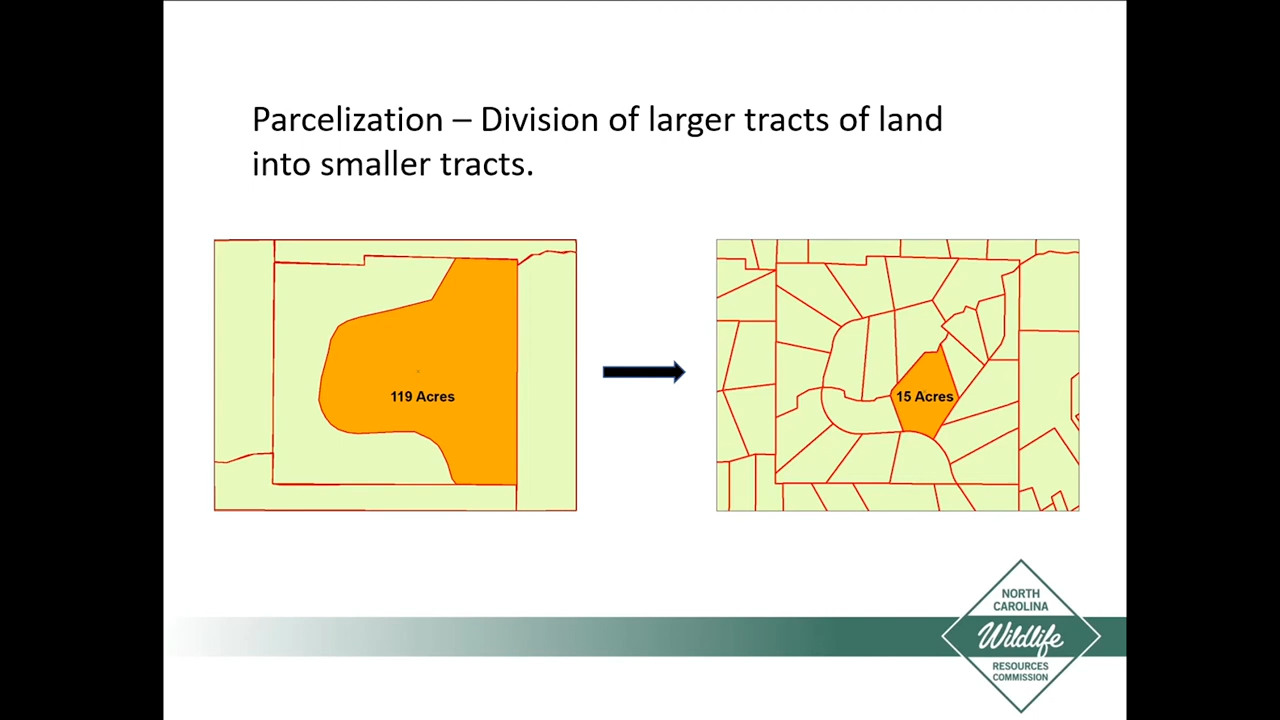 Parcelization – Division of larger tracts of land
into smaller tracts.
119 Acres
15 Acres
NORTH
CAROLINA
Wildlife
RESOURCES
COMMISSION